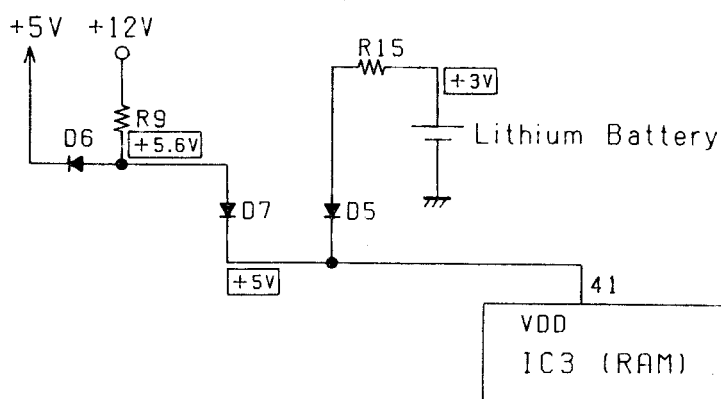 +5V +12V
R15
+3V
R9
D6
+5.6V
Lithium Battery
D7 D5
+5V
41
VDD
IC3 (RAM)